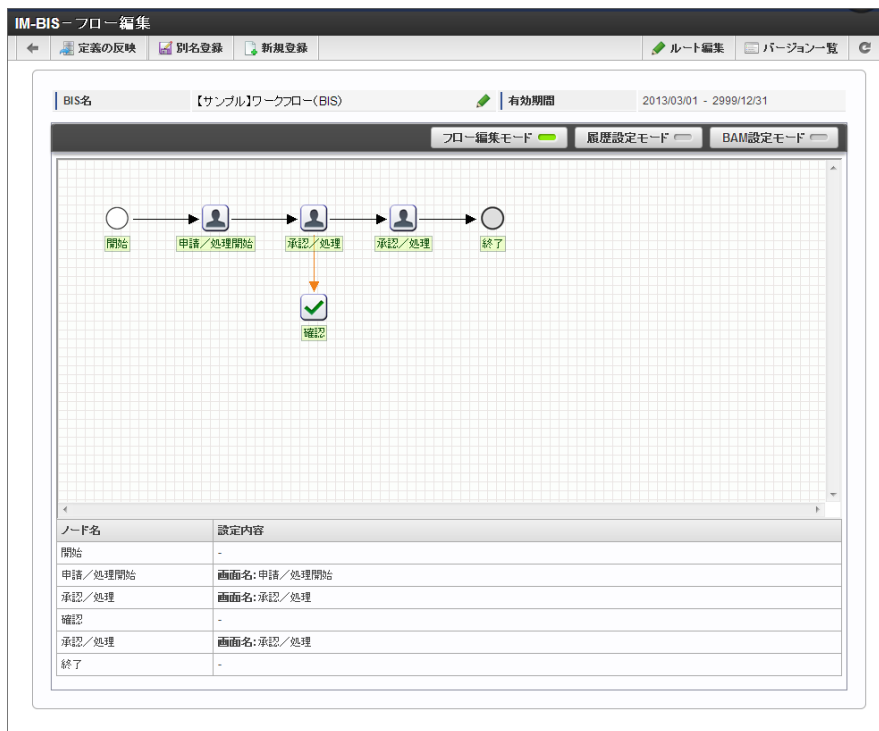 IM-BIS－フロー編集
定義の反映 別名登録 新規登録 ルート編集 バージョン一覧
BIS名 【サンプル】ワークフロー（BIS） 有効期間 2013/03/01 - 2999/12/31
フロー編集モード 履歴設定モード BAM設定モード
開始 申請／処理開始 承認／処理 承認／処理 終了
確認
ノード名 設定内容
開始 -
申請／処理開始 画面名:申請／処理開始
承認／処理 画面名:承認／処理
確認 -
承認／処理 画面名:承認／処理
終了 -